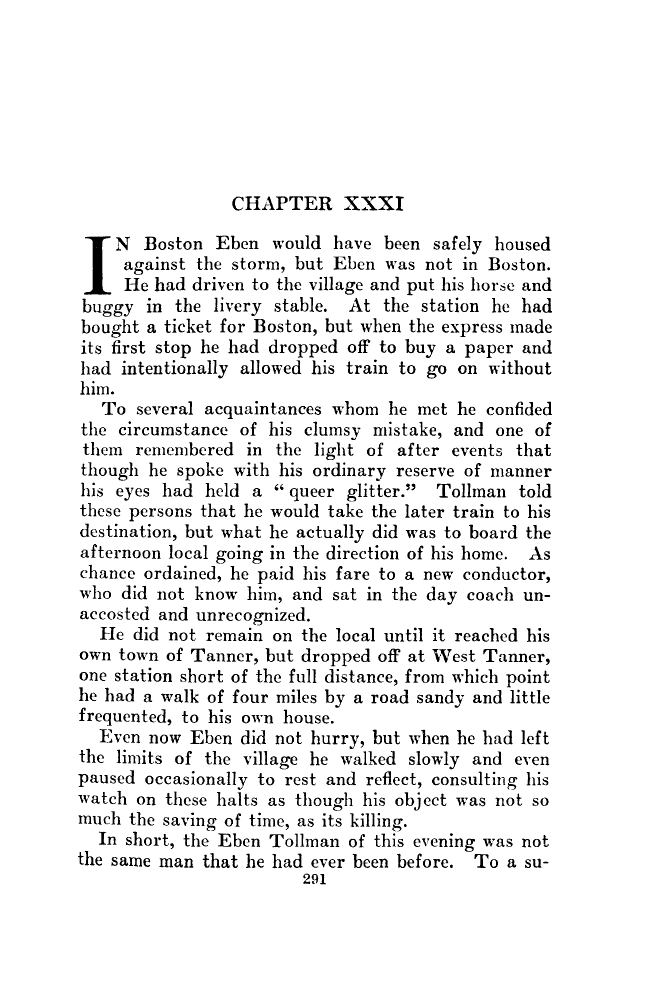 CHAPTER XXXI
IN Boston Eben would have been safely housed
against the storm, but Eben was not in Boston.
He had driven to the village and put his horse and
buggy in the livery stable. At the station he had
bought a ticket for Boston, but when the express made
its first stop he had dropped off to buy a paper and
had intentionally allowed his train to go on without
him.
To several acquaintances whom he met he confided
the circumstance of his clumsy mistake, and one of
them remembered in the light of after events that
though he spoke with his ordinary reserve of manner
his eyes had held a “queer glitter.” Tollman told
these persons that he would take the later train to his
destination, but what he actually did was to board the
afternoon local going in the direction of his home. As
chance ordained, he paid his fare to a new conductor,
who did not know him, and sat in the day coach un-
accosted and unrecognized.
He did not remain on the local until it reached his
own town of Tanner, but dropped off at West Tanner,
one station short of the full distance, from which point
he had a walk of four miles by a road sandy and little
frequented, to his own house.
Even now Eben did not hurry, but when he had left
the limits of the village he walked slowly and even
paused occasionally to rest and reflect, consulting his
watch on these halts as though his object was not so
much the saving of time, as its killing.
In short, the Eben Tollman of this evening was not
the same man that he had ever been before. To a su-
291